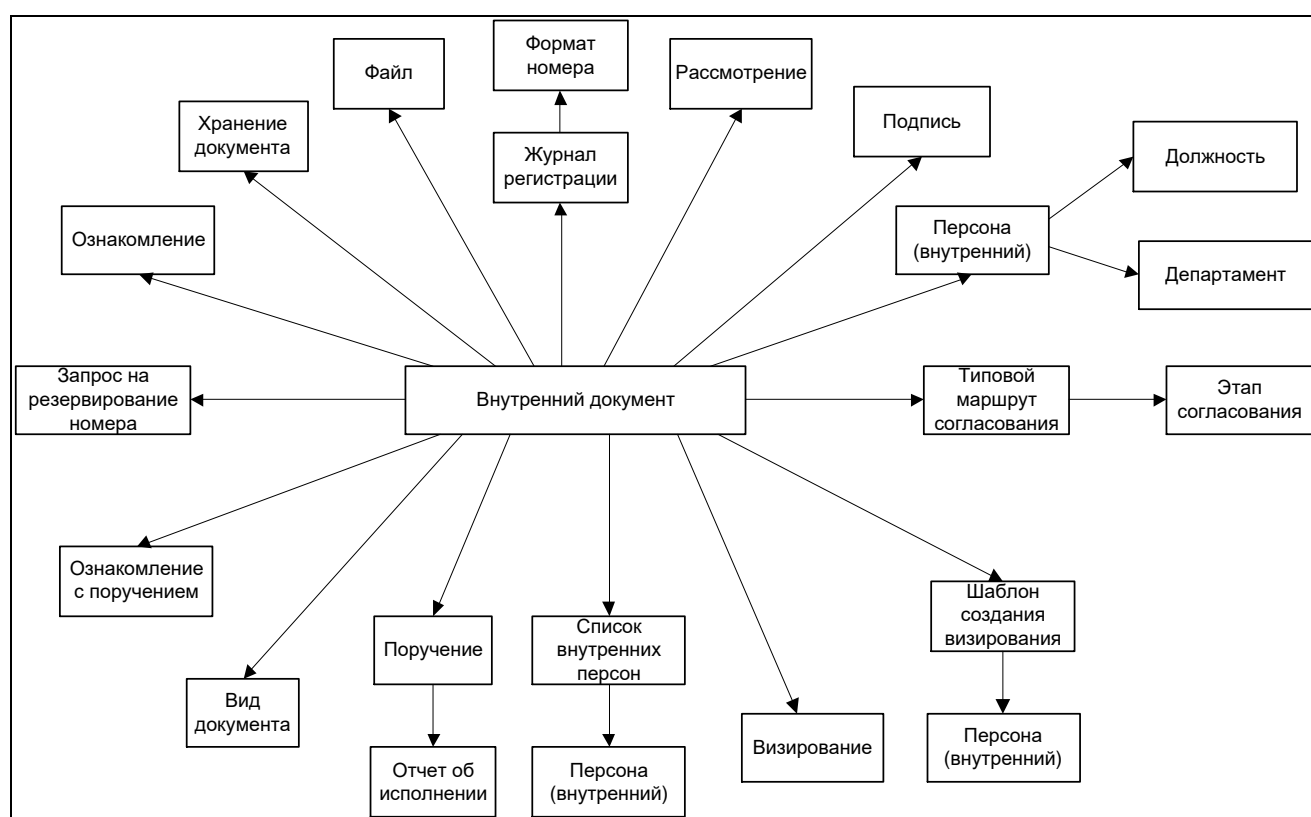 Формат
номера
Файл
Рассмотрение
Подпись
Хранение
документа
Журнал
регистрации
Должность
Ознакомление
Персона
(внутренний)
Департамент
Запрос на
резервирование
номера
Внутренний документ
Типовой
маршрут
согласования
Этап
согласования
Ознакомление
с поручением
Шаблон
создания
визирования
Поручение
Список
внутренних
персон
Вид
документа
Визирование
Персона
(внутренний)
Отчет об
исполнении
Персона
(внутренний)